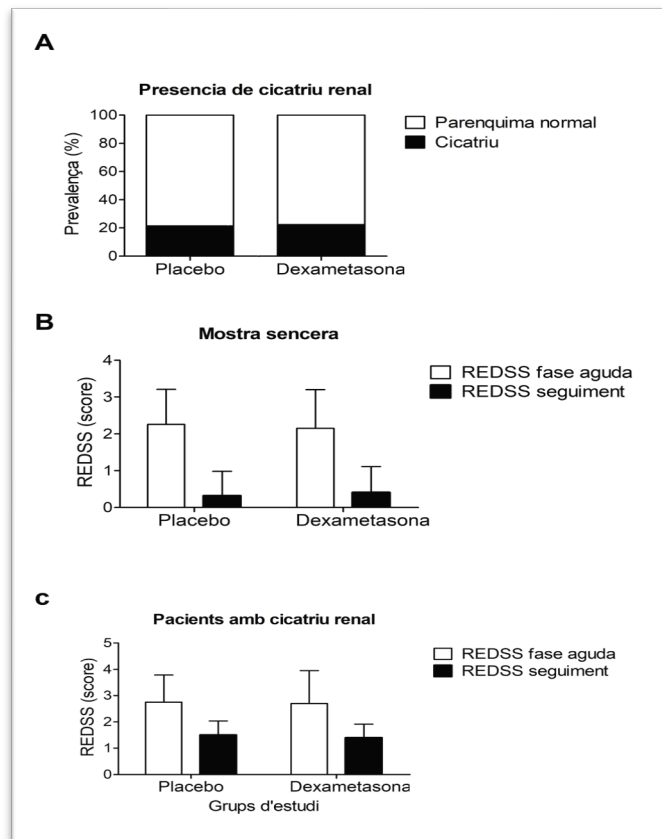 A
Presencia de cicatriu renal
Prevalença (%)
100
80
60
40
20
0
Placebo
Dexametasona
Parenquima normal
Cicatriu
B
Mostra sencera
REDSS (score)
4
3
2
1
0
Placebo
Dexametasona
REDSS fase aguda
REDSS seguiment
c
Pacients amb cicatriu renal
REDSS (score)
5
4
3
2
1
0
Placebo
Dexametasona
Grups d'estudi
REDSS fase aguda
REDSS seguiment